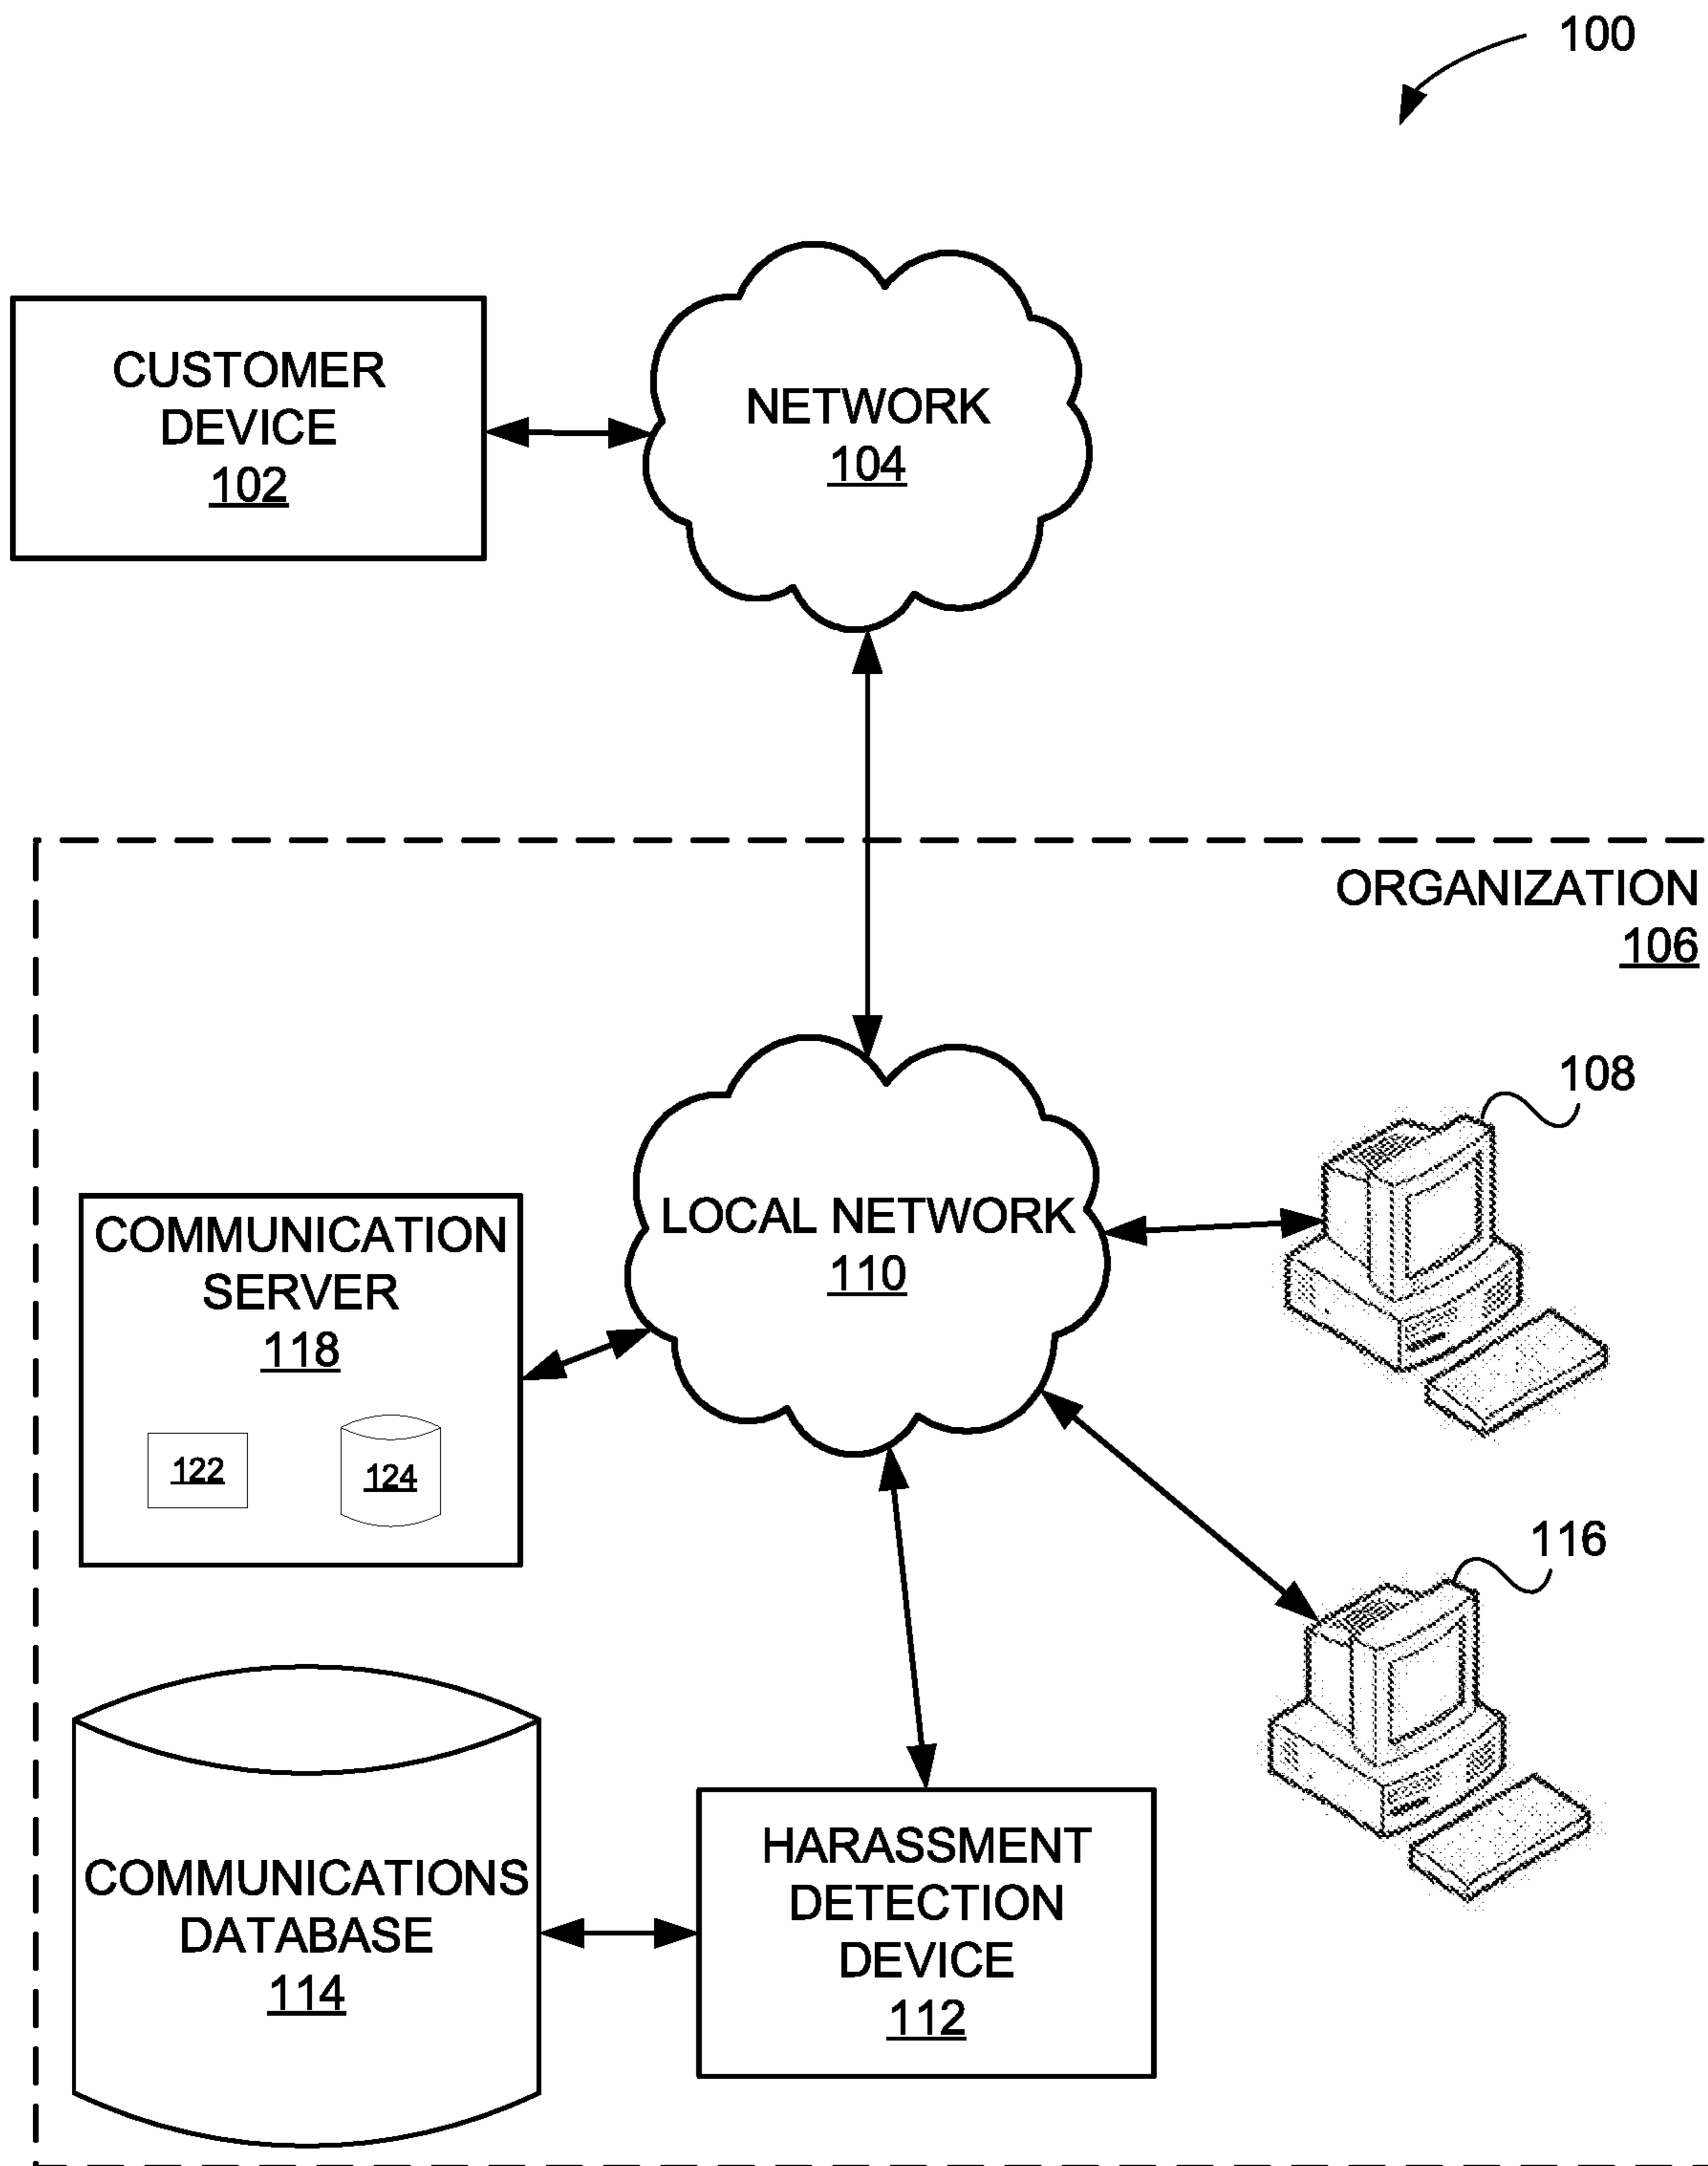 100
CUSTOMER
DEVICE
102
NETWORK
104
ORGANIZATION
106
108
COMMUNICATION
SERVER
118
122
124
LOCAL NETWORK
110
116
COMMUNICATIONS
DATABASE
114
HARASSMENT
DETECTION
DEVICE
112